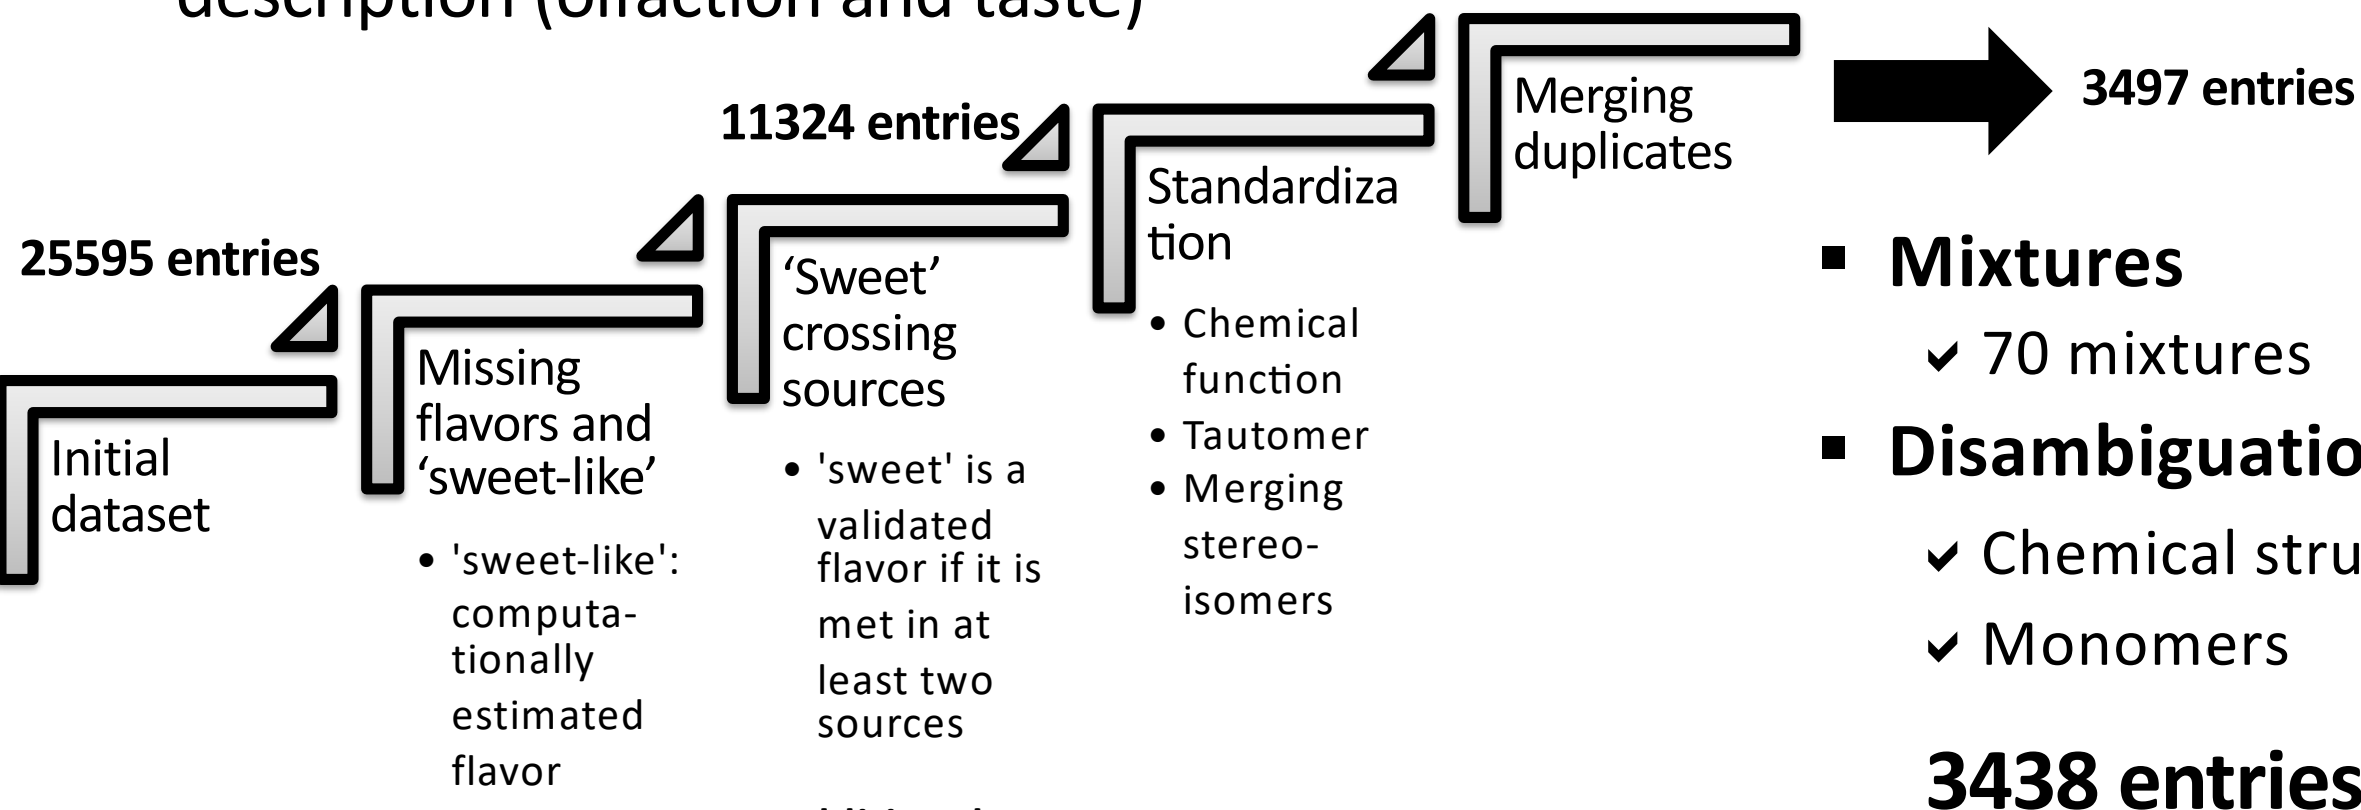 description (olfaction and taste)
25595 entries
Initial
dataset
Missing
flavors and
‘sweet-like’
• 'sweet-like':
computa-
tionally
estimated
flavor
11324 entries
‘Sweet’
crossing
sources
• 'sweet' is a
validated
flavor if it is
met in at
least two
sources
Standardiza
tion
• Chemical
function
• Tautomer
• Merging
stereo-
isomers
Merging
duplicates
3497 entries
▪ Mixtures
✓ 70 mixtures
▪ Disambiguatio
✓ Chemical stru
✓ Monomers
3438 entries